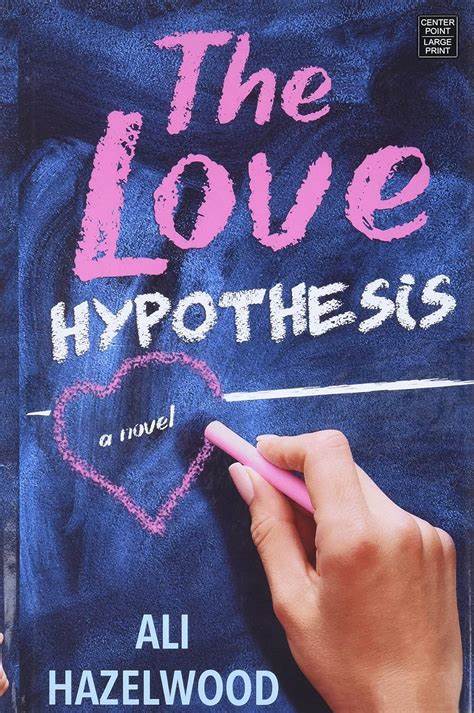 CENTER
POINT
LARGE
PRINT
The
Love
HYPOTHESiS
a novel
ALI
HAZELWOOD